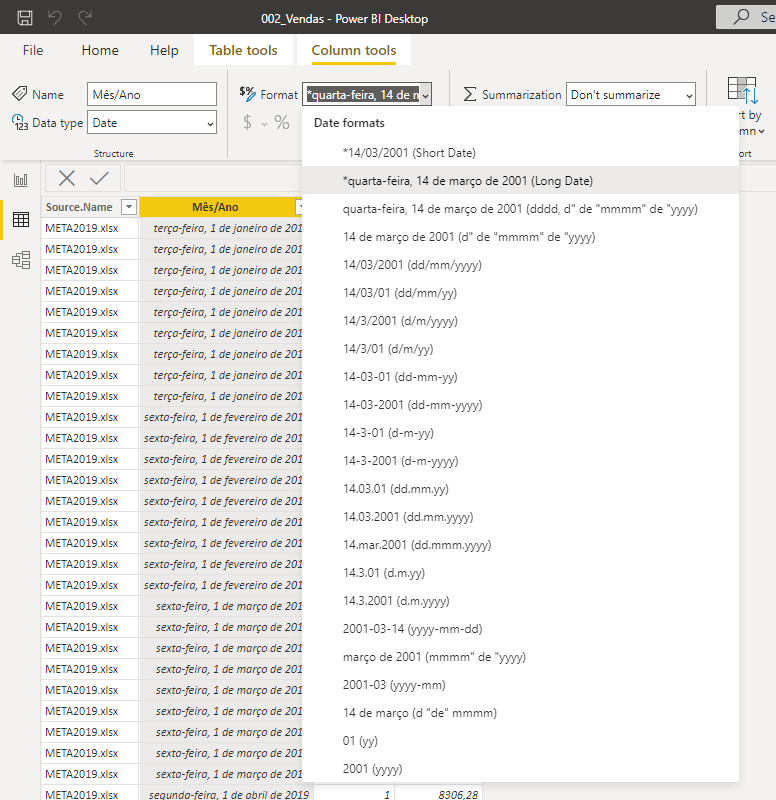 002_Vendas - Power BI Desktop
Se
File Home Help Table tools Column tools
Name Mês/Ano
Format *quarta-feira, 14 de m
Summarization Don't summarize
Data type Date
$ %
Structure
Date formats
*14/03/2001 (Short Date)
*quarta-feira, 14 de março de 2001 (Long Date)
quarta-feira, 14 de março de 2001 (dddd, d" de "mmmm" de "yyyy)
14 de março de 2001 (d" de "mmmm" de "yyyy)
14/03/2001 (dd/mm/yyyy)
14/03/01 (dd/mm/yy)
14/3/2001 (d/m/yyyy)
14/3/01 (d/m/yy)
14-03-01 (dd-mm-yy)
14-03-2001 (dd-mm-yyyy)
14-3-01 (d-m-yy)
14-3-2001 (d-m-yyyy)
14.03.01 (dd.mm.yy)
14.03.2001 (dd.mm.yyyy)
14.mar.2001 (dd.mmm.yyyy)
14.3.01 (d.m.yy)
14.3.2001 (d.m.yyyy)
2001-03-14 (yyyy-mm-dd)
março de 2001 (mmmm" de "yyyy)
2001-03 (yyyy-mm)
14 de março (d "de" mmmm)
01 (yy)
2001 (yyyy)
t by
mn
ort
Source.Name Mês/Ano
META2019.xlsx terça-feira, 1 de janeiro de 201
META2019.xlsx terça-feira, 1 de janeiro de 201
META2019.xlsx terça-feira, 1 de janeiro de 201
META2019.xlsx terça-feira, 1 de janeiro de 201
META2019.xlsx terça-feira, 1 de janeiro de 201
META2019.xlsx terça-feira, 1 de janeiro de 201
META2019.xlsx terça-feira, 1 de janeiro de 201
META2019.xlsx terça-feira, 1 de janeiro de 201
META2019.xlsx terça-feira, 1 de janeiro de 201
META2019.xlsx sexta-feira, 1 de fevereiro de 201
META2019.xlsx sexta-feira, 1 de fevereiro de 201
META2019.xlsx sexta-feira, 1 de fevereiro de 201
META2019.xlsx sexta-feira, 1 de fevereiro de 201
META2019.xlsx sexta-feira, 1 de fevereiro de 201
META2019.xlsx sexta-feira, 1 de fevereiro de 201
META2019.xlsx sexta-feira, 1 de fevereiro de 201
META2019.xlsx sexta-feira, 1 de fevereiro de 201
META2019.xlsx sexta-feira, 1 de fevereiro de 201
META2019.xlsx sexta-feira, 1 de março de 201
META2019.xlsx sexta-feira, 1 de março de 201
META2019.xlsx sexta-feira, 1 de março de 201
META2019.xlsx sexta-feira, 1 de março de 201
META2019.xlsx sexta-feira, 1 de março de 201
META2019.xlsx sexta-feira, 1 de março de 201
META2019.xlsx sexta-feira, 1 de março de 201
META2019.xlsx sexta-feira, 1 de março de 201
META2019.xlsx sexta-feira, 1 de março de 201
META2019.xlsx segunda-feira, 1 de abril de 2019 1 8306,28